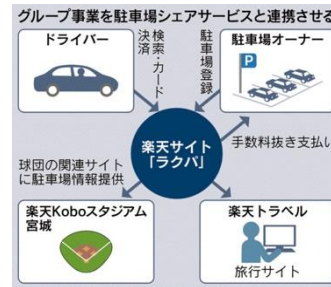 グループ事業を駐車場シェアサービスと連携させる
ドライバー
検索・カード
決済
駐車場登録
駐車場オーナー
P
楽天サイト
「ラクパ」
手数料抜き支払い
球団の関連サイト
に駐車場情報提供
楽天Koboスタジアム
宮城
楽天トラベル
旅行サイト